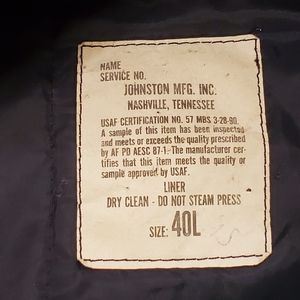 NAME
SERVICE NO.
JOHNSTON MFG. INC.
NASHVILLE, TENNESSEE
USAF CERTIFICATION NO. 57 MBS 3-28-90.
A sample of this item has been inspected
and meets or exceeds the quality prescribed
by AF PD AESC 87-1. The manufacturer cer-
tifies that this item meets the quality or
sample approved by USAF.
LINER
DRY CLEAN - DO NOT STEAM PRESS
SIZE: 40L